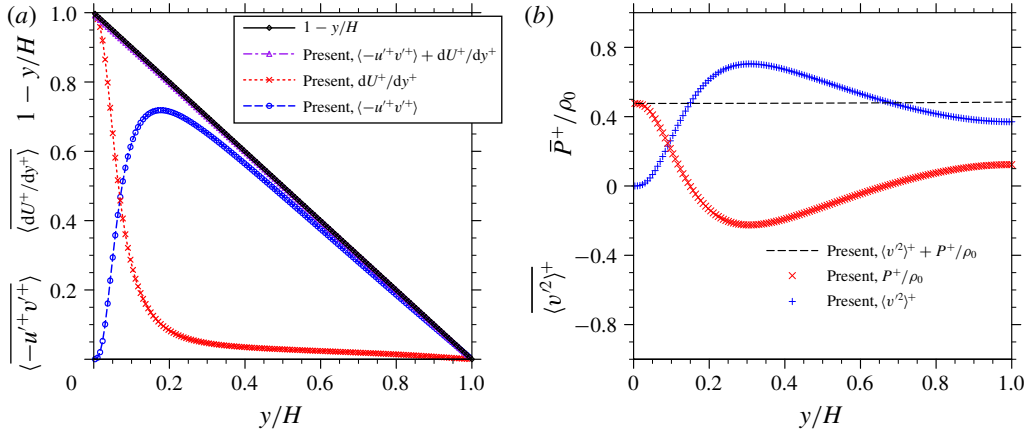 (a)
1.0
0.8
0.6
0.4
0.2
0
0.2
0.4
0.6
0.8
1.0
y/H
⟨−u′⁺v′⁺⟩ ⟨dU⁺/dy⁺⟩ 1 − y/H
1 − y/H
Present, ⟨−u′⁺v′⁺⟩ + dU⁺/dy⁺
Present, dU⁺/dy⁺
Present, ⟨−u′⁺v′⁺⟩
(b)
0.8
0.4
0
−0.4
−0.8
0
0.2
0.4
0.6
0.8
1.0
y/H
⟨v′²⟩⁺ P̄⁺/ρ₀
Present, ⟨v′²⟩⁺ + P⁺/ρ₀
Present, P⁺/ρ₀
Present, ⟨v′²⟩⁺